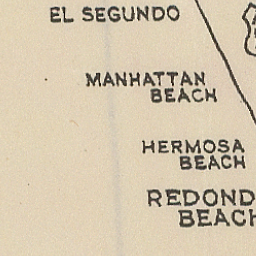 EL SEGUNDO
MANHATTAN
BEACH
HERMOSA
BEACH
REDOND
BEACH